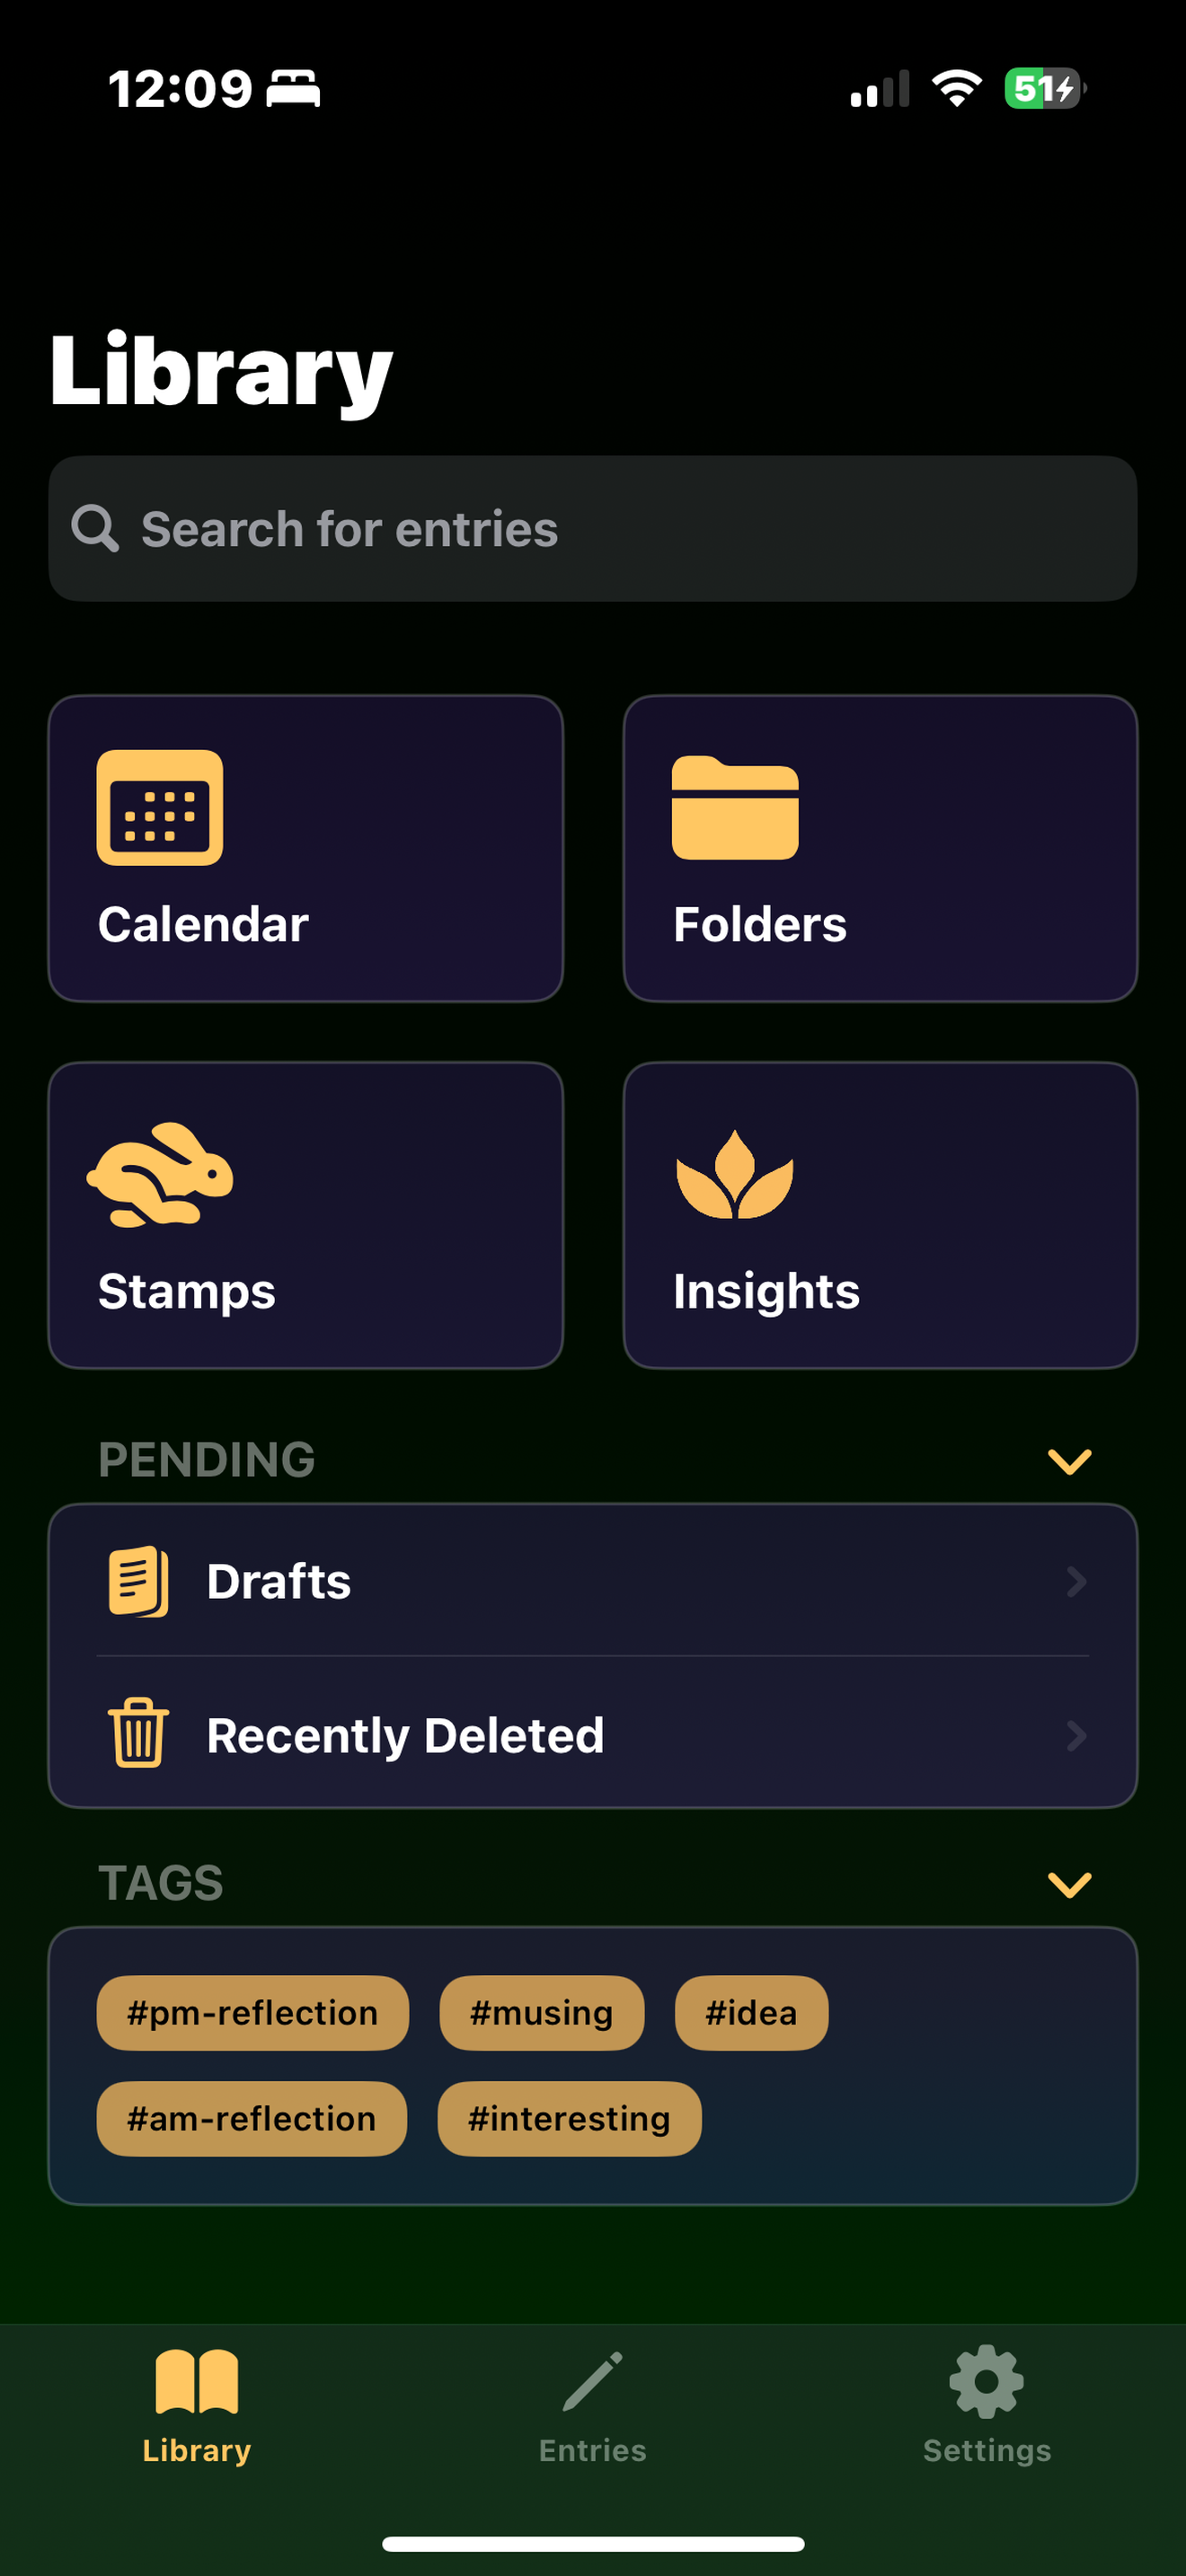 12:09
51
Library
Search for entries
Calendar
Folders
Stamps
Insights
PENDING
Drafts
Recently Deleted
TAGS
#pm-reflection #musing #idea
#am-reflection #interesting
Library Entries Settings